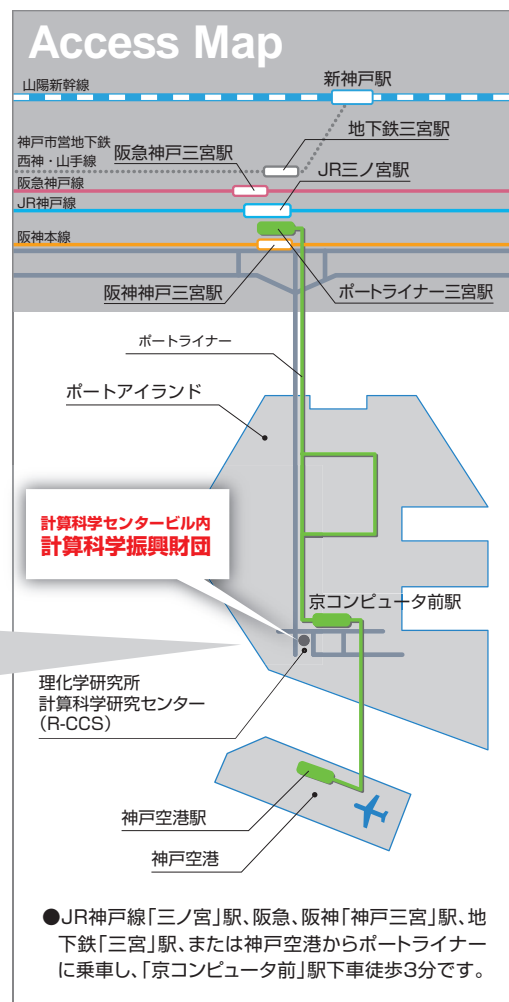 Access Map
山陽新幹線
新神戸駅
地下鉄三宮駅
神戸市営地下鉄
西神・山手線
阪急神戸三宮駅
JR三ノ宮駅
阪急神戸線
JR神戸線
阪神本線
阪神神戸三宮駅
ポートライナー三宮駅
ポートライナー
ポートアイランド
計算科学センタービル内
計算科学振興財団
京コンピュータ前駅
理化学研究所
計算科学研究センター
(R-CCS)
神戸空港駅
神戸空港
●JR神戸線「三ノ宮」駅、阪急、阪神「神戸三宮」駅、地
下鉄「三宮」駅、または神戸空港からポートライナー
に乗車し、「京コンピュータ前」駅下車徒歩3分です。